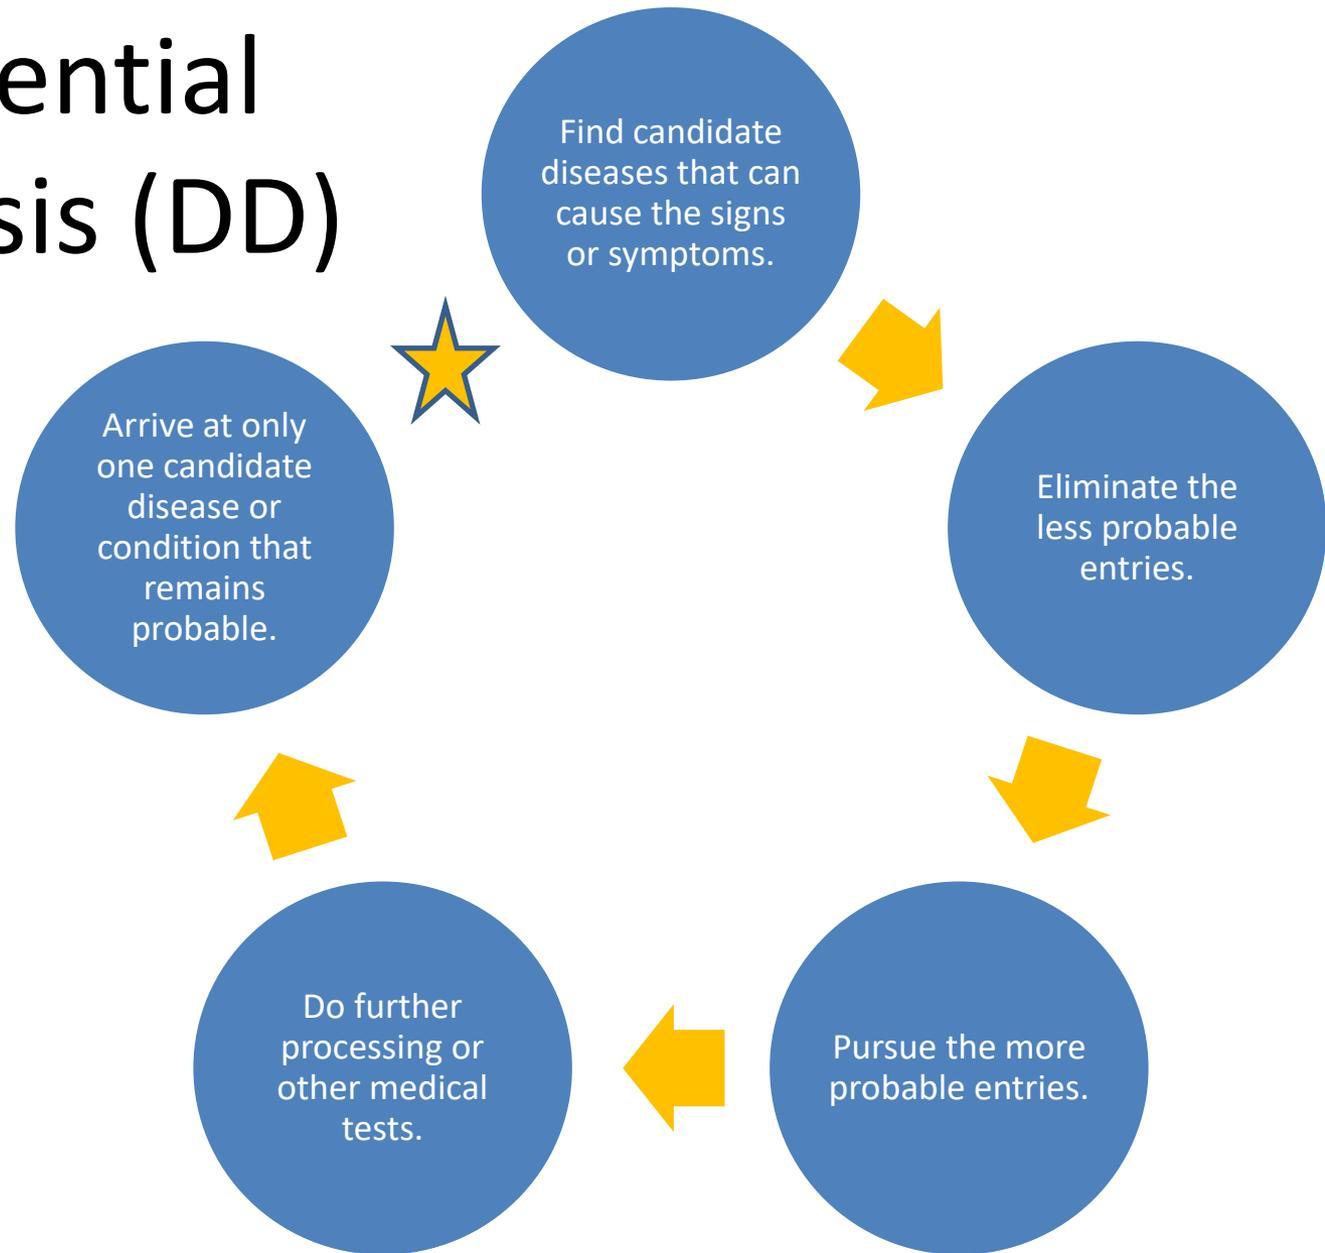 ential
sis (DD)
Find candidate
diseases that can
cause the signs
or symptoms.
Eliminate the
less probable
entries.
Pursue the more
probable entries.
Do further
processing or
other medical
tests.
Arrive at only
one candidate
disease or
condition that
remains
probable.